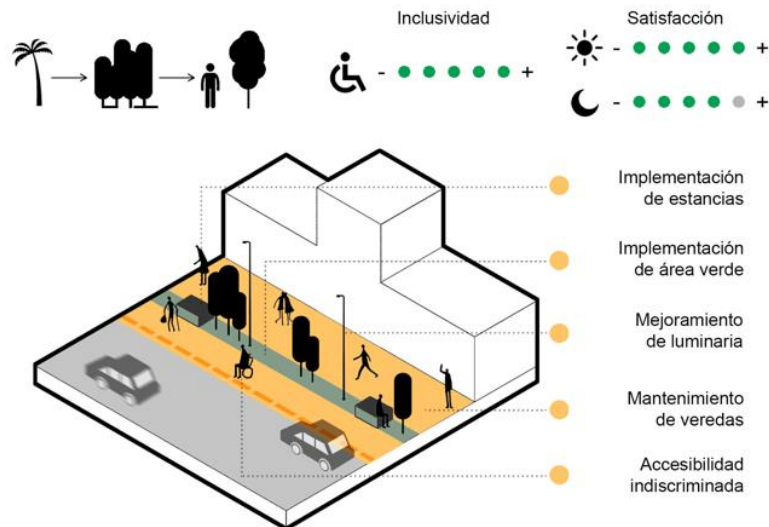 Inclusividad
Satisfacción
- +
- +
- +
Implementación
de estancias
Implementación
de área verde
Mejoramiento
de luminaria
Mantenimiento
de veredas
Accesibilidad
indiscriminada